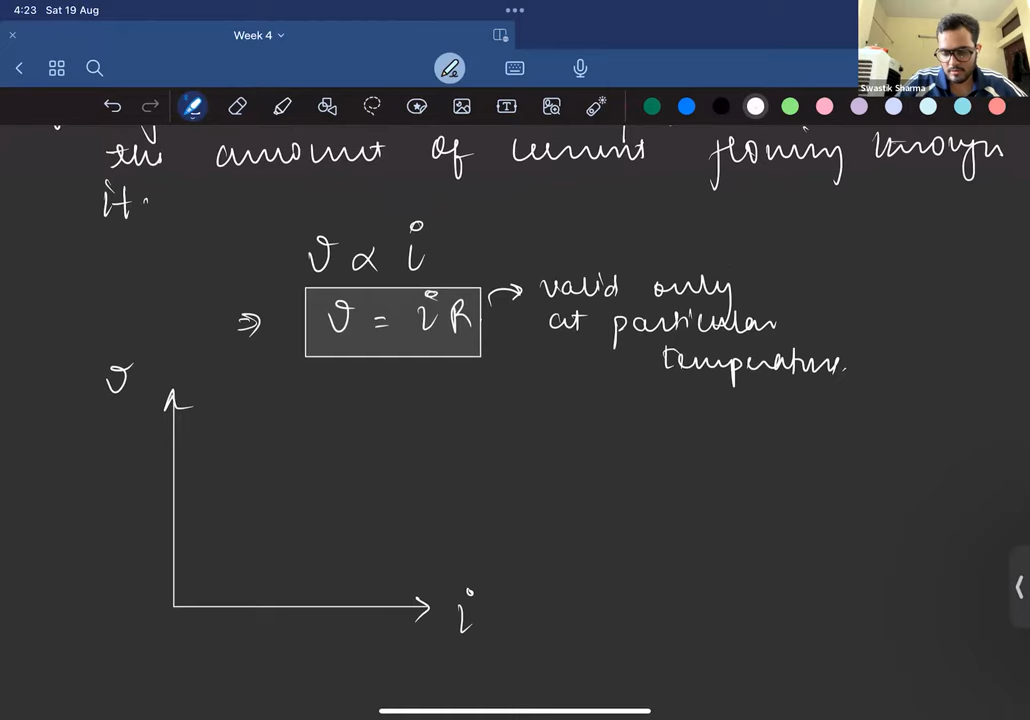 4:23 Sat 19 Aug
Week 4
Swastik Sharma
the amount of current flowing through
it.
v ∝ i
⇒ v = iR → valid only
at particular
temperature.
v
i